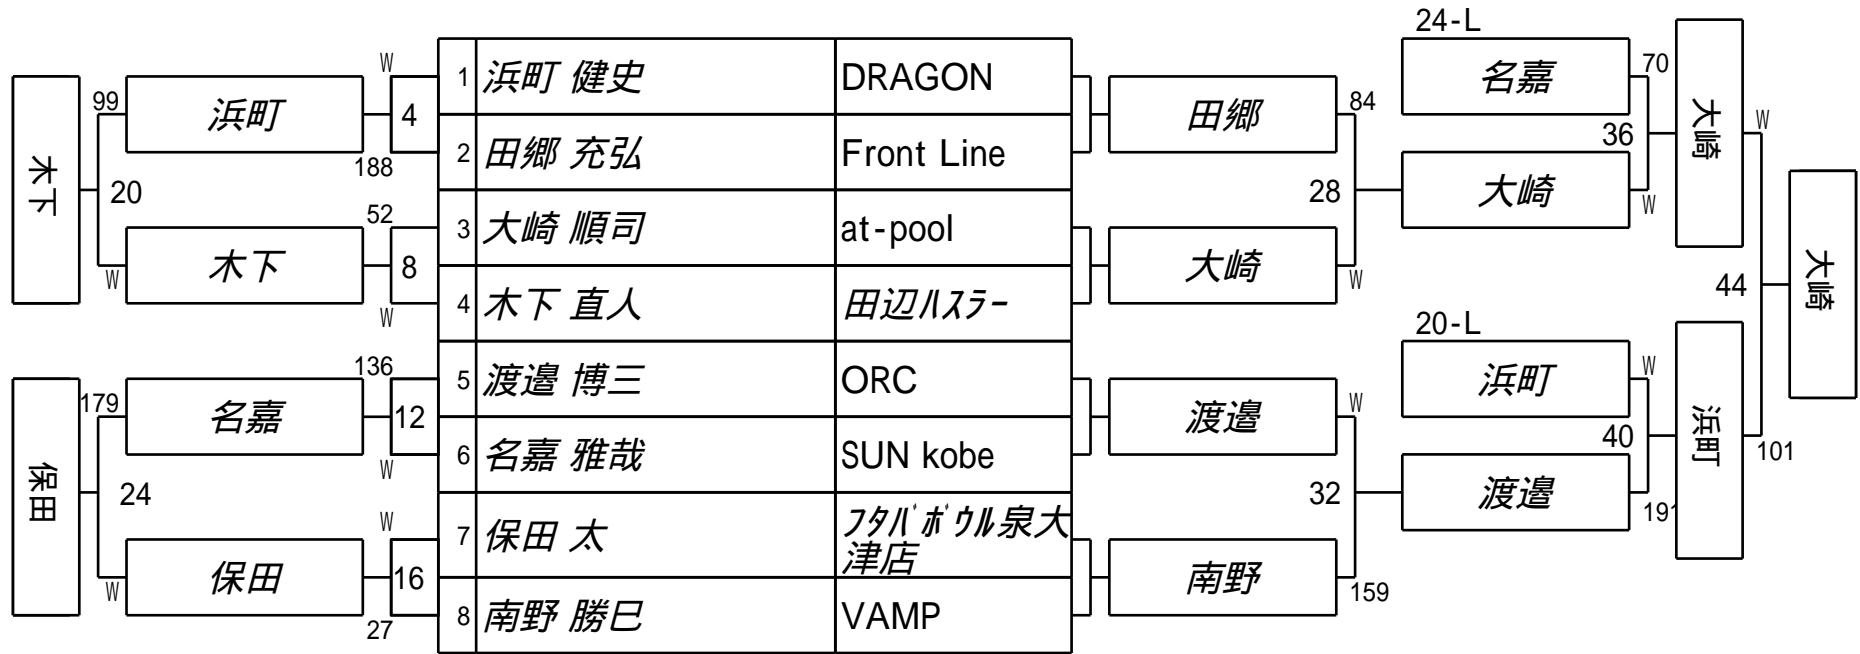 24-L
木下
99
浜町
188
W
4
20
52
木下
W
8
W
保田
179
名嘉
136
12
W
24
保田
W
W
16
27
1 浜町 健史 DRAGON
2 田郷 充弘 Front Line
3 大崎 順司 at-pool
4 木下 直人 田辺ﾊｽﾗｰ
5 渡邉 博三 ORC
6 名嘉 雅哉 SUN kobe
7 保田 太 ﾌﾀﾊﾞﾎﾞｳﾙ泉大
津店
8 南野 勝巳 VAMP
田郷
84
28
大崎
W
渡邉
W
32
南野
159
名嘉
70
36
大崎
W
20-L
浜町
W
40
渡邉
191
大崎
W
44
浜町
101
大崎